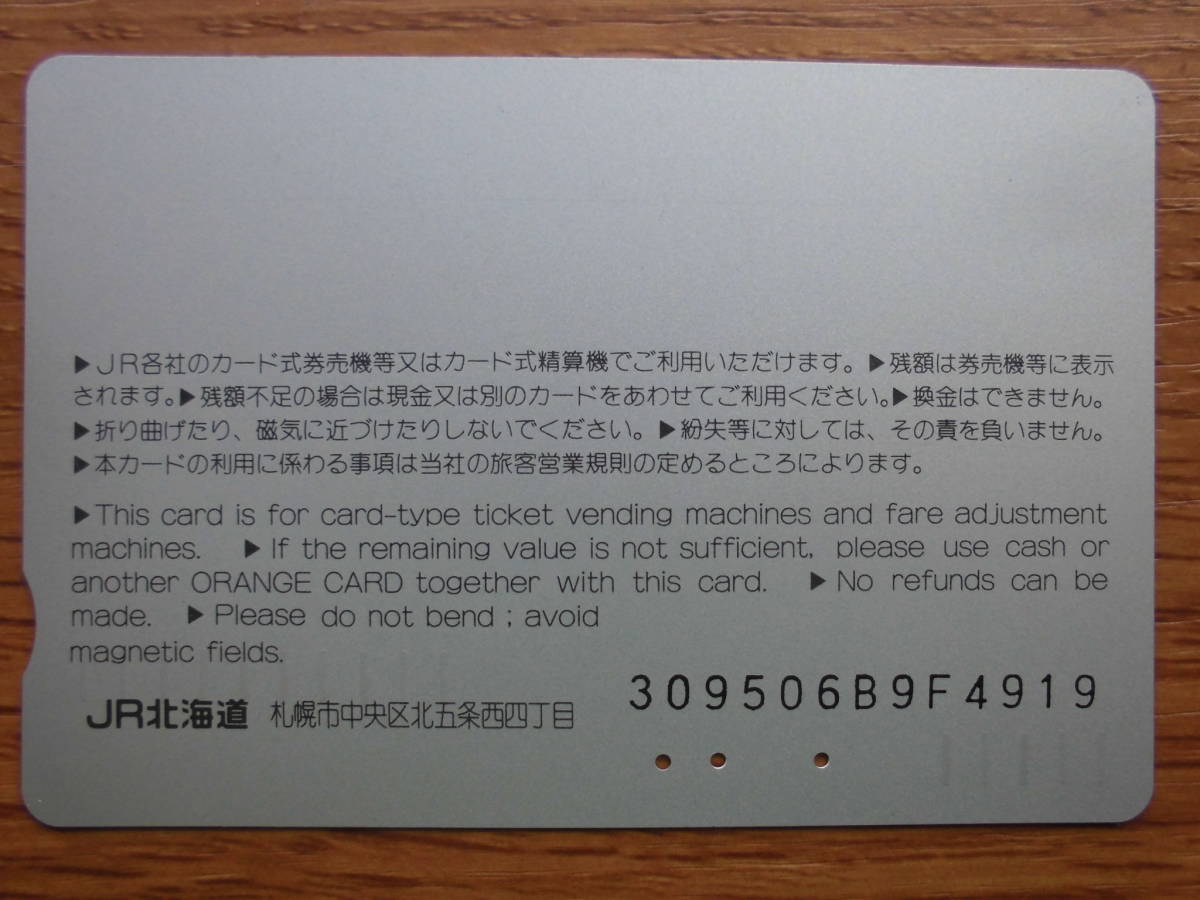 ▶JR各社のカード式券売機等又はカード式精算機でご利用いただけます。▶残額は券売機等に表示
されます。▶残額不足の場合は現金又は別のカードをあわせてご利用ください。▶換金はできません。
▶折り曲げたり、磁気に近づけたりしないでください。▶紛失等に対しては、その責を負いません。
▶本カードの利用に係わる事項は当社の旅客営業規則の定めるところによります。
▶This card is for card-type ticket vending machines and fare adjustment
machines. ▶If the remaining value is not sufficient, please use cash or
another ORANGE CARD together with this card. ▶No refunds can be
made. ▶Please do not bend ; avoid
magnetic fields.
309506B9F4919
JR北海道 札幌市中央区北五条西四丁目